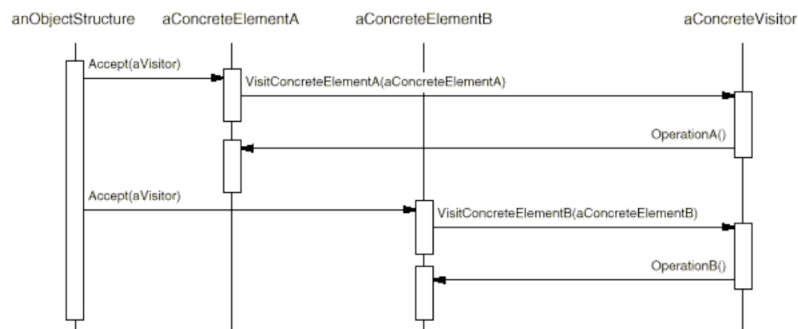 anObjectStructure aConcreteElementA aConcreteElementB aConcreteVisitor
Accept(aVisitor)
VisitConcreteElementA(aConcreteElementA)
OperationA()
Accept(aVisitor)
VisitConcreteElementB(aConcreteElementB)
OperationB()